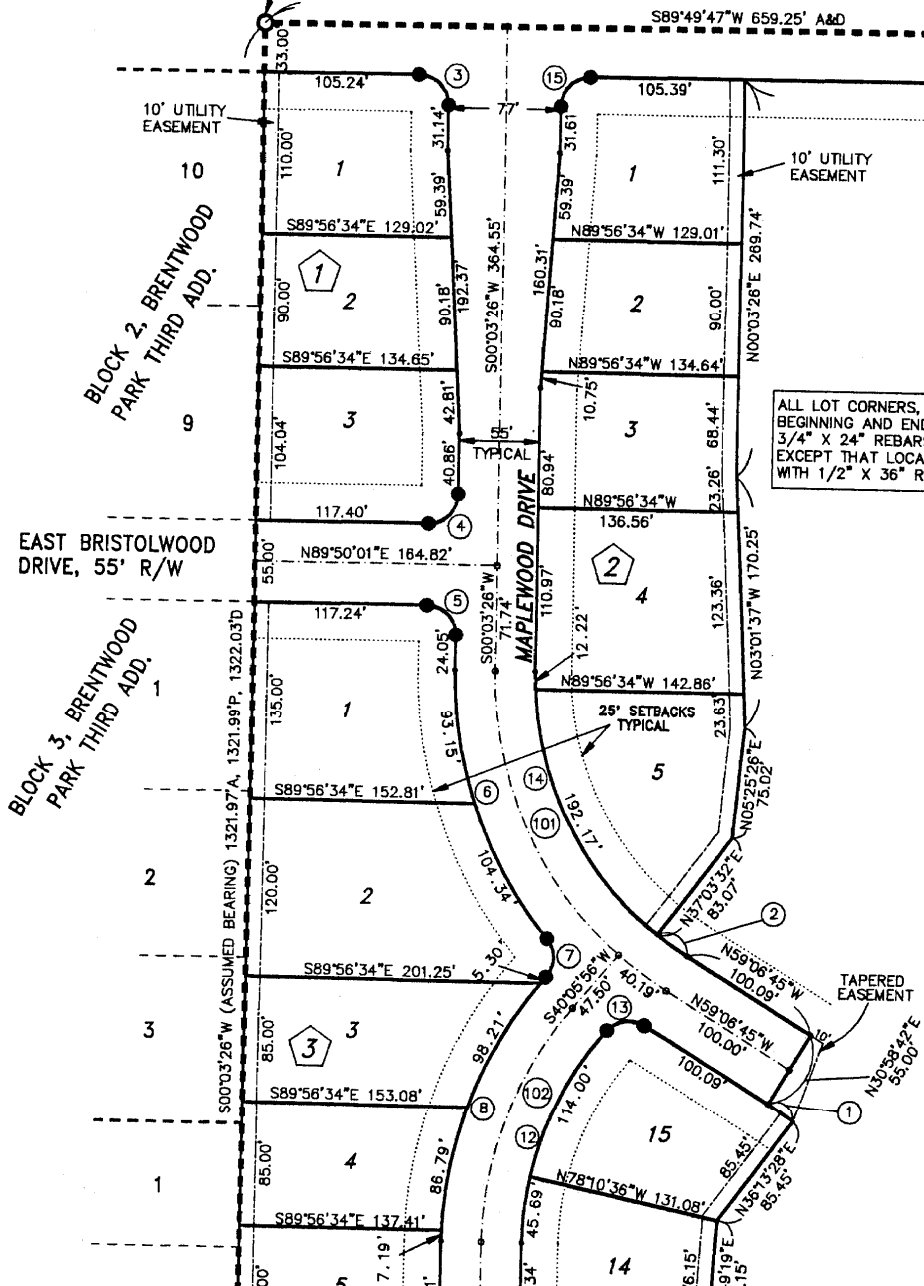 S89°49'47"W 659.25' A&D
33.00'
105.24'
3
15
105.39'
77'
10' UTILITY
EASEMENT
10
110.00'
1
31.14'
59.39'
31.61
59.39'
1
111.30'
10' UTILITY
EASEMENT
S89°56'34"E 129.02'
N89°56'34"W 129.01'
BLOCK 2, BRENTWOOD
PARK THIRD ADD.
1
90.00'
2
90.18'
192.37'
S00°03'26"W 364.55'
160.31'
90.18'
2
90.00'
N00°03'26"E 269.74'
S89°56'34"E 134.65'
N89°56'34"W 134.64'
9
104.04'
3
42.81'
40.86'
55'
TYPICAL
10.75'
80.94'
3
68.44'
23.26'
ALL LOT CORNERS,
BEGINNING AND END
3/4" X 24" REBARS
EXCEPT THAT LOCA
WITH 1/2" X 36" R
117.40'
4
N89°56'34"W
136.56'
EAST BRISTOLWOOD
DRIVE, 55' R/W
55.00'
N89°50'01"E 164.82'
MAPLEWOOD DRIVE
2
4
110.97'
123.36'
N03°01'37"W 170.25'
117.24'
5
24.05'
S00°03'26"W
71.74'
12.22'
N89°56'34"W 142.86'
BLOCK 3, BRENTWOOD
PARK THIRD ADD.
1
135.00'
1
93.15'
25' SETBACKS
TYPICAL
23.63'
5
N05°25'26"E
75.02'
S89°56'34"E 152.81'
6
14
101
192.17'
S00°03'26"W (ASSUMED BEARING) 1321.97'A, 1321.99'P, 1322.03'D
2
120.00'
2
104.34'
N37°03'32"E
83.07'
2
7
5.30'
S89°56'34"E 201.25'
S40°05'56"W
47.50'
40.19'
N59°06'45"W
100.09'
N59°06'45"W
100.00'
TAPERED
EASEMENT
10'
N30°58'42"E
55.00'
3
85.00'
3
3
98.21'
13
100.09'
1
S89°56'34"E 153.08'
8
102
114.00'
12
15
85.45'
N36°13'28"E
85.45'
1
85.00'
4
86.79'
N78°10'36"W 131.08'
45.69'
S89°56'34"E 137.41'
7.19'
14
5